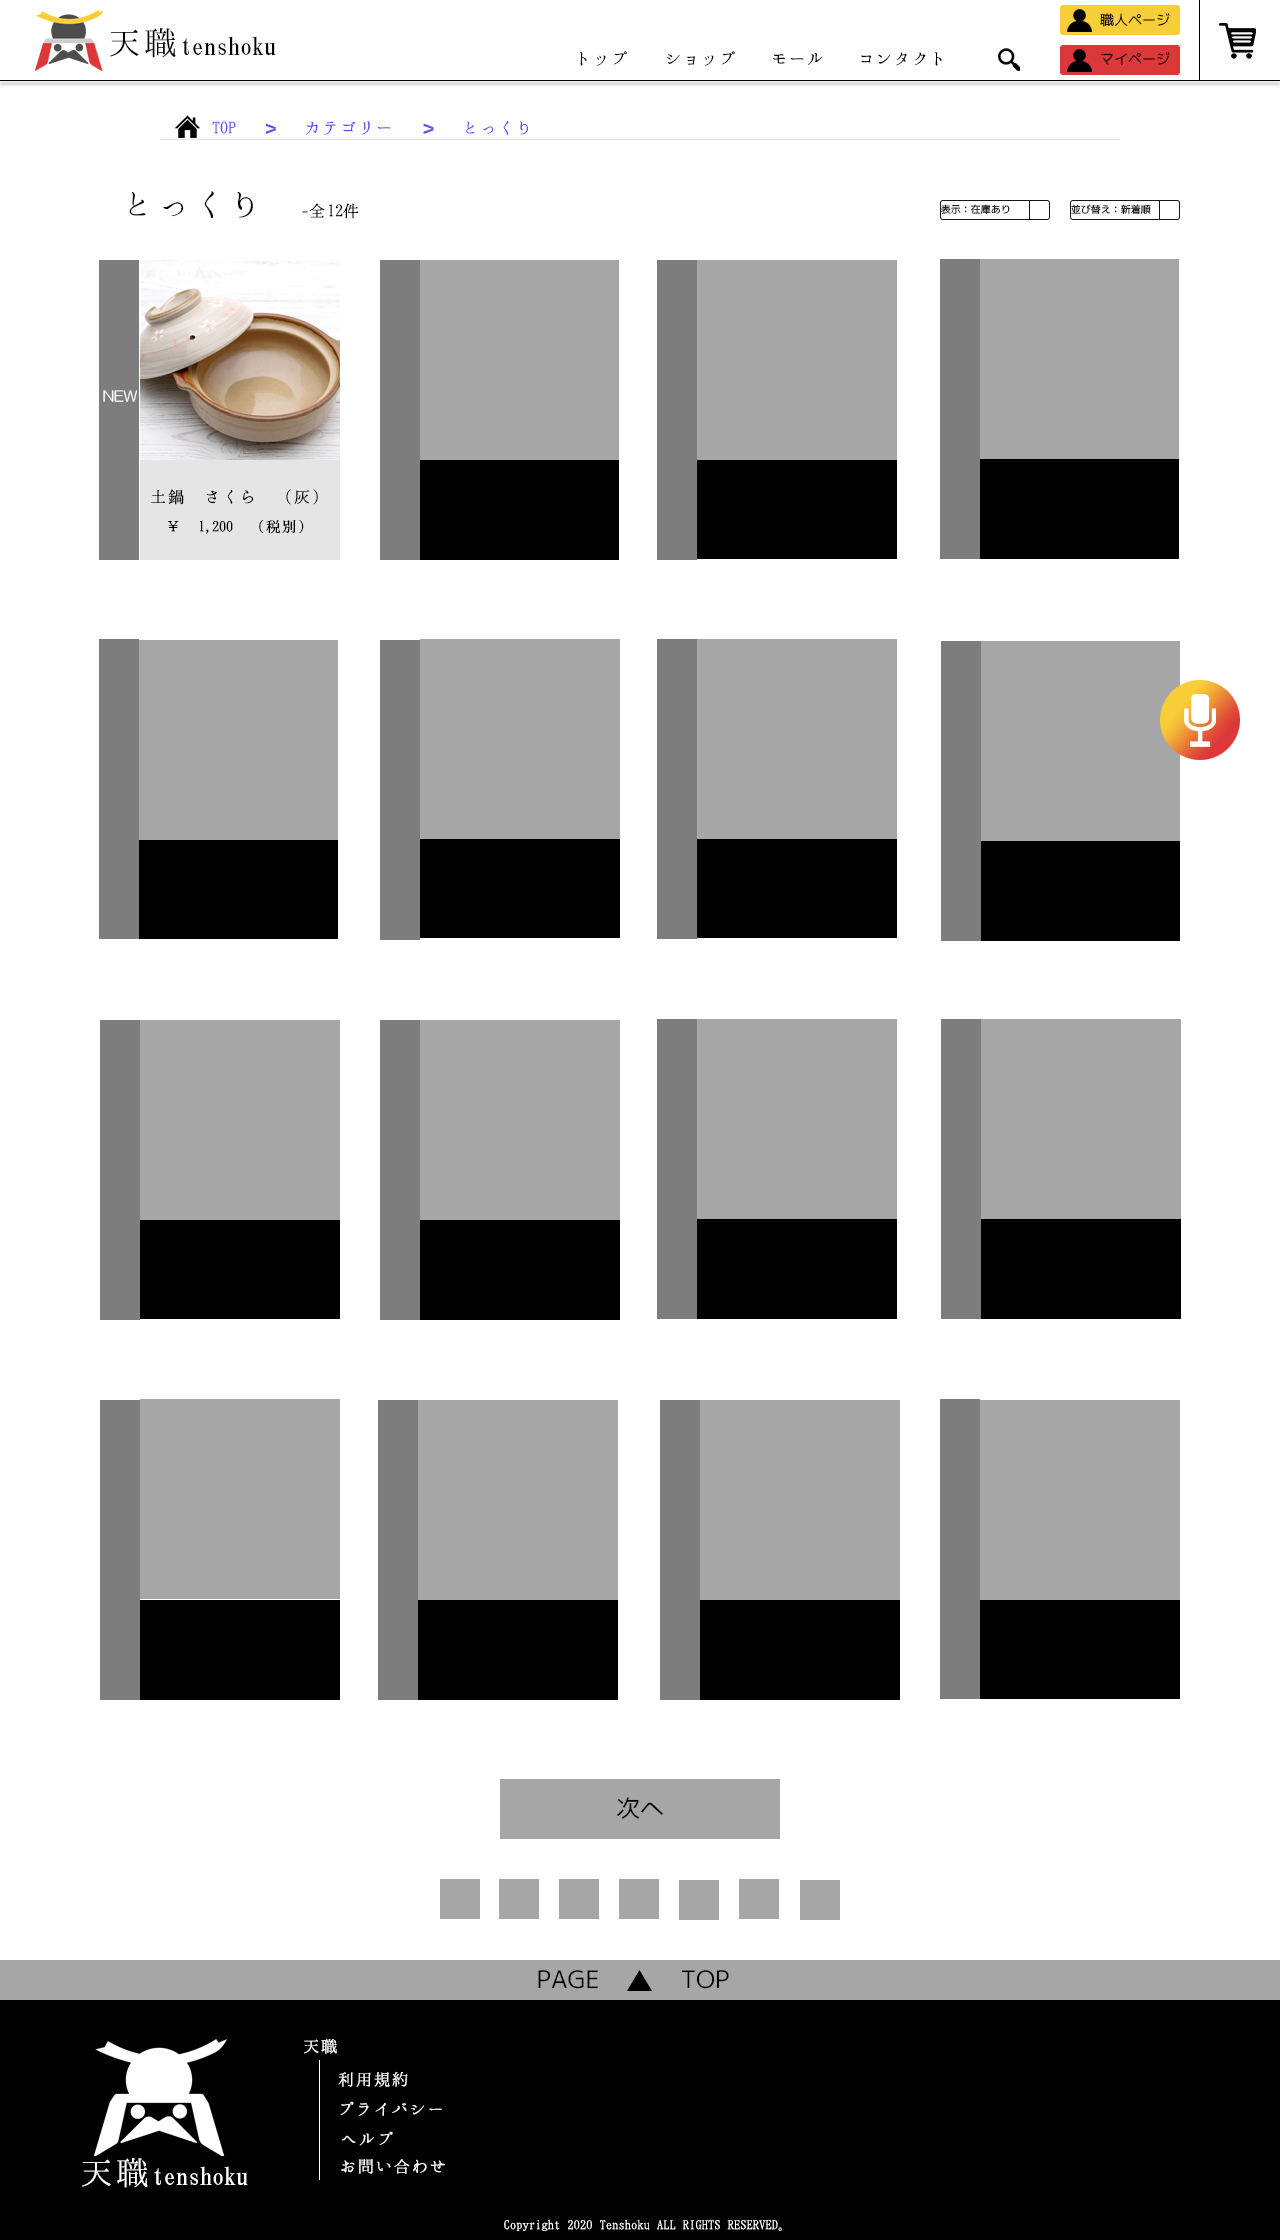 天職 tenshoku
トップ ショップ モール コンタクト
職人ページ
マイページ
TOP > カテゴリー > とっくり
とっくり -全12件
表示：在庫あり 並び替え：新着順
NEW
土鍋 さくら （灰）
¥ 1,200 （税別）
次へ
PAGE ▲ TOP
天職 tenshoku
天職
利用規約
プライバシー
ヘルプ
お問い合わせ
Copyright 2020 Tenshoku ALL RIGHTS RESERVED。